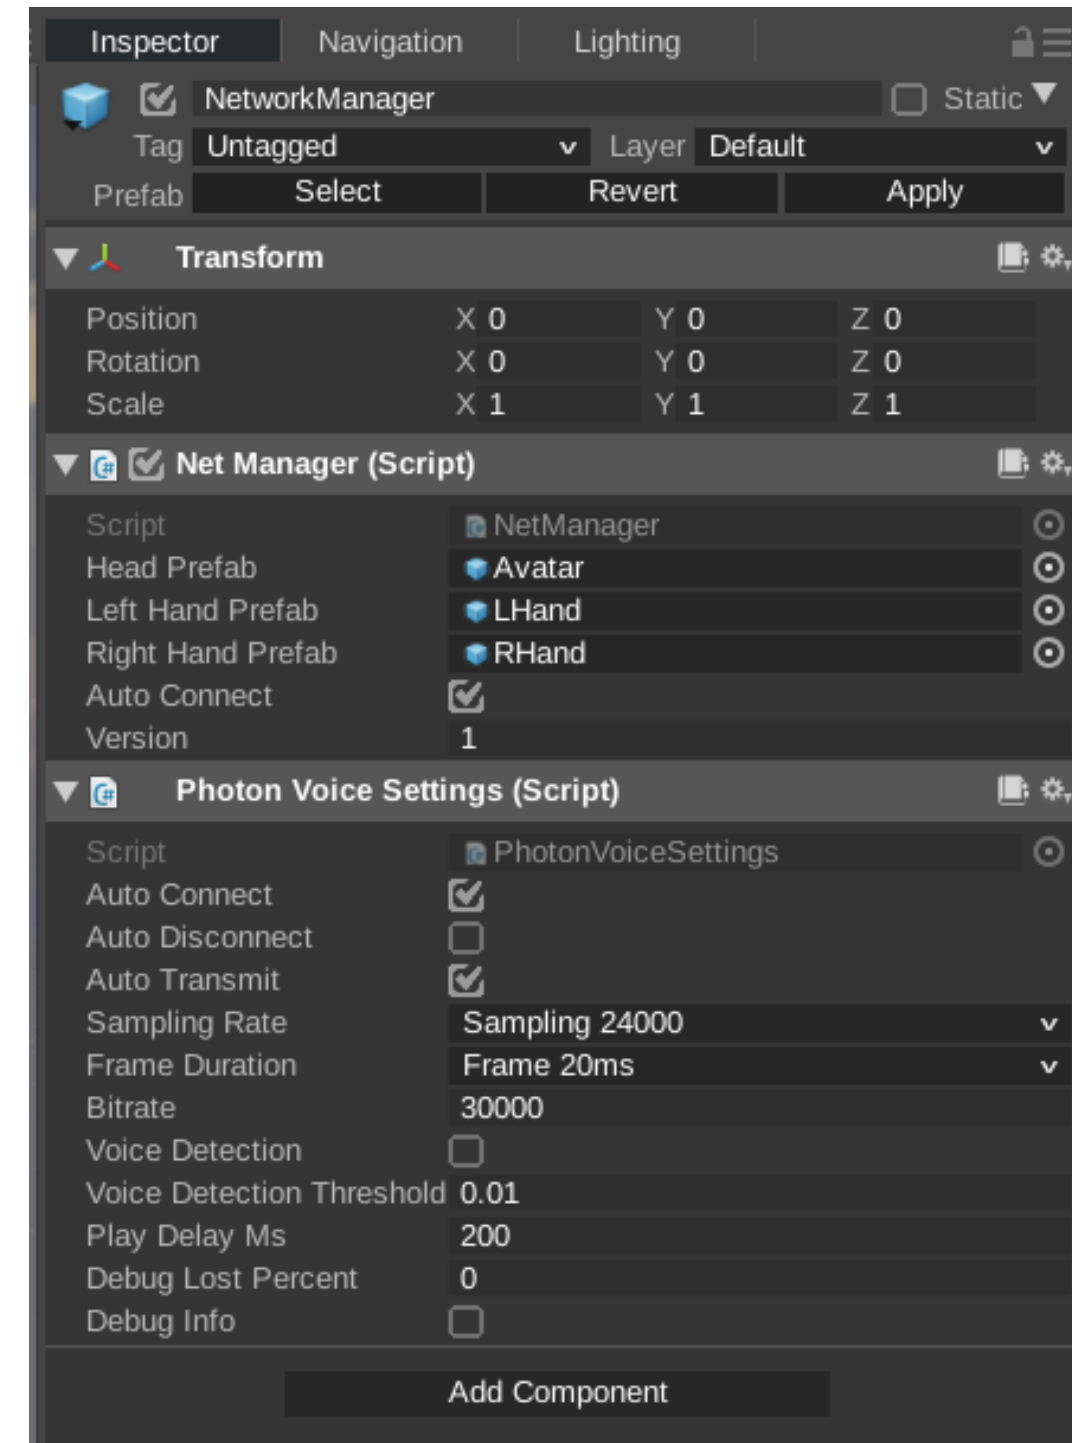 Inspector Navigation Lighting
NetworkManager Static
Tag Untagged Layer Default
Prefab Select Revert Apply
Transform
Position X 0 Y 0 Z 0
Rotation X 0 Y 0 Z 0
Scale X 1 Y 1 Z 1
Net Manager (Script)
Script NetManager
Head Prefab Avatar
Left Hand Prefab LHand
Right Hand Prefab RHand
Auto Connect
Version 1
Photon Voice Settings (Script)
Script PhotonVoiceSettings
Auto Connect
Auto Disconnect
Auto Transmit
Sampling Rate Sampling 24000
Frame Duration Frame 20ms
Bitrate 30000
Voice Detection
Voice Detection Threshold 0.01
Play Delay Ms 200
Debug Lost Percent 0
Debug Info
Add Component